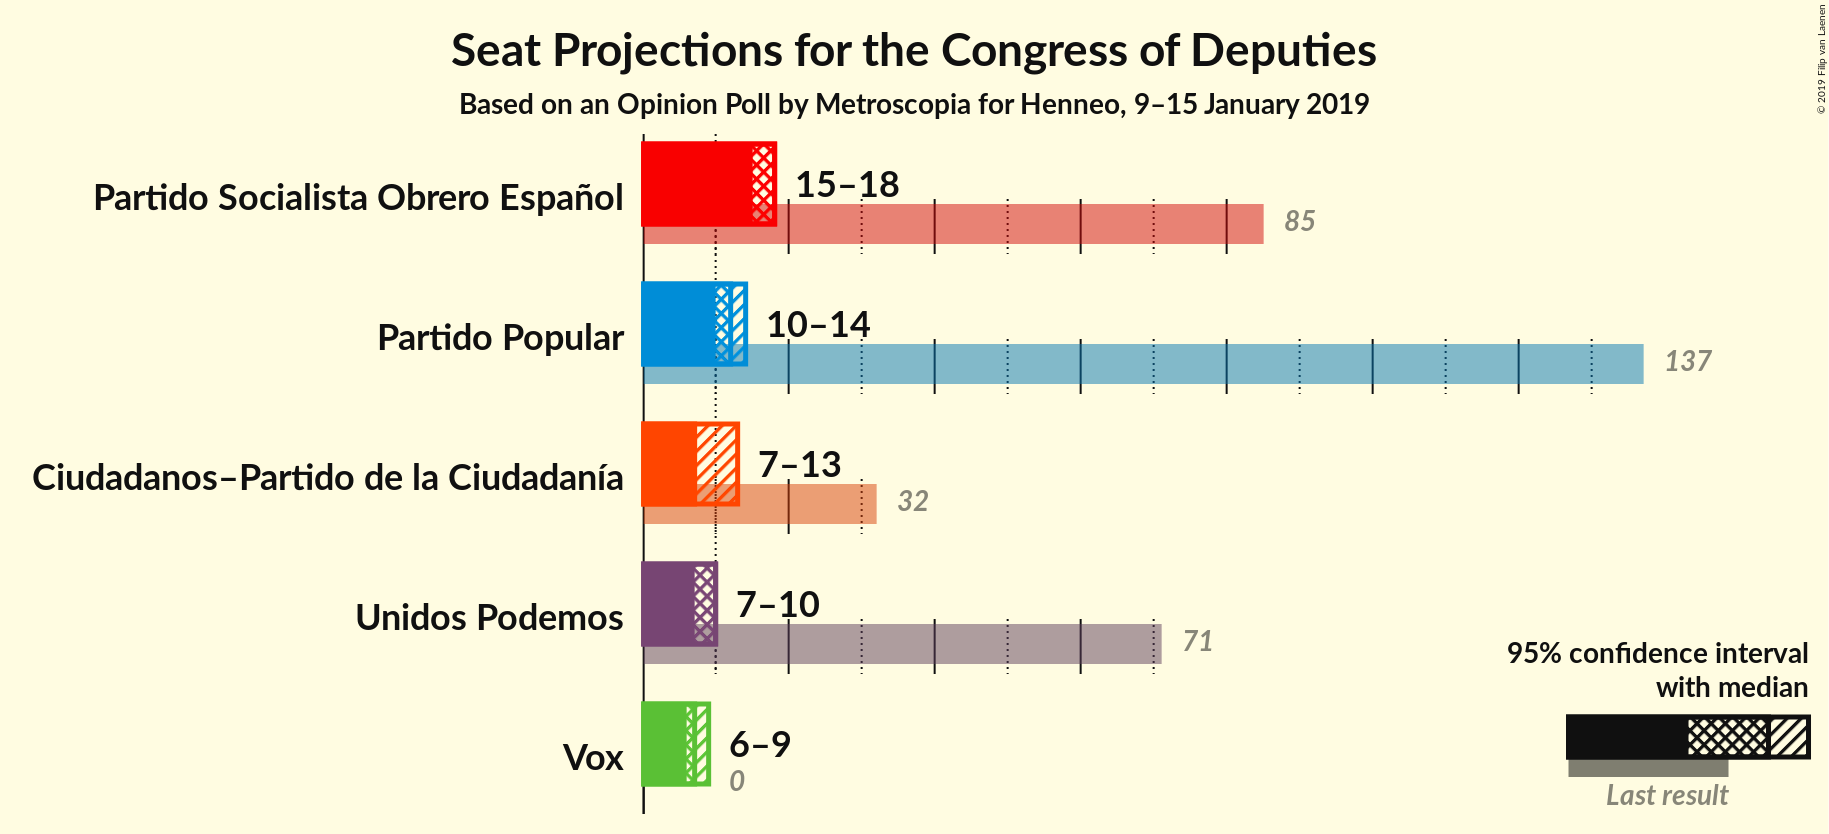 Seat Projections for the Congress of Deputies
Based on an Opinion Poll by Metroscopia for Henneo, 9–15 January 2019
© 2019 Filip van Laenen
Partido Socialista Obrero Español
15–18
85
Partido Popular
10–14
137
Ciudadanos–Partido de la Ciudadanía
7–13
32
Unidos Podemos
7–10
71
Vox
6–9
0
95% confidence interval
with median
Last result